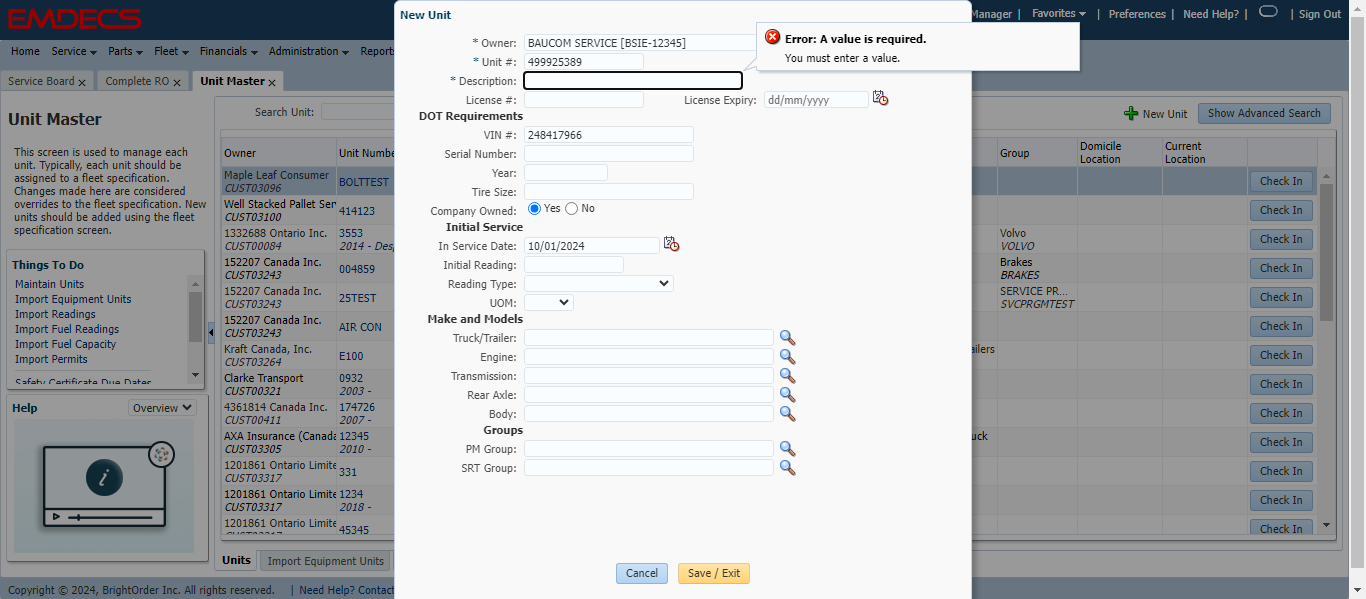 EMDECS
Manager | Favorites | Preferences | Need Help? | | Sign Out
Home Service Parts Fleet Financials Administration Reports
Service Board x Complete RO x Unit Master x
Unit Master
This screen is used to manage each
unit. Typically, each unit should be
assigned to a fleet specification.
Changes made here are considered
overrides to the fleet specification. New
units should be added using the fleet
specification screen.
Things To Do
Maintain Units
Import Equipment Units
Import Readings
Import Fuel Readings
Import Fuel Capacity
Import Permits
Safety Certificate Due Dates
Help
Overview
Search Unit:
New Unit Show Advanced Search
Owner Unit Numbe Group Domicile Location Current Location
Maple Leaf Consumer
CUST03096 BOLTTEST Check In
Well Stacked Pallet Ser
CUST03100 414123 Check In
1332688 Ontario Inc. 3553 Volvo
CUST00084 2014 - Des VOLVO Check In
152207 Canada Inc. Brakes
CUST03243 004859 BRAKES Check In
152207 Canada Inc. SERVICE PR...
CUST03243 25TEST SVCPRGMTEST Check In
152207 Canada Inc.
CUST03243 AIR CON Check In
Kraft Canada, Inc. ailers
CUST03264 E100 Check In
Clarke Transport 0932
CUST00321 2003 - Check In
4361814 Canada Inc. 174726
CUST00411 2007 - Check In
AXA Insurance (Canada 12345 uck
CUST03305 2010 - Check In
1201861 Ontario Limite
CUST03317 331 Check In
1201861 Ontario Limite 1234
CUST03317 2018 - Check In
1201861 Ontario Limite
CUST03317 45345 Check In
Units Import Equipment Units
Copyright © 2024, BrightOrder Inc. All rights reserved. | Need Help? Contact
New Unit
* Owner: BAUCOM SERVICE [BSIE-12345]
* Unit #: 499925389
* Description:
License #: License Expiry: dd/mm/yyyy
DOT Requirements
VIN #: 248417966
Serial Number:
Year:
Tire Size:
Company Owned: Yes No
Initial Service
In Service Date: 10/01/2024
Initial Reading:
Reading Type:
UOM:
Make and Models
Truck/Trailer:
Engine:
Transmission:
Rear Axle:
Body:
Groups
PM Group:
SRT Group:
Cancel Save / Exit
Error: A value is required.
You must enter a value.